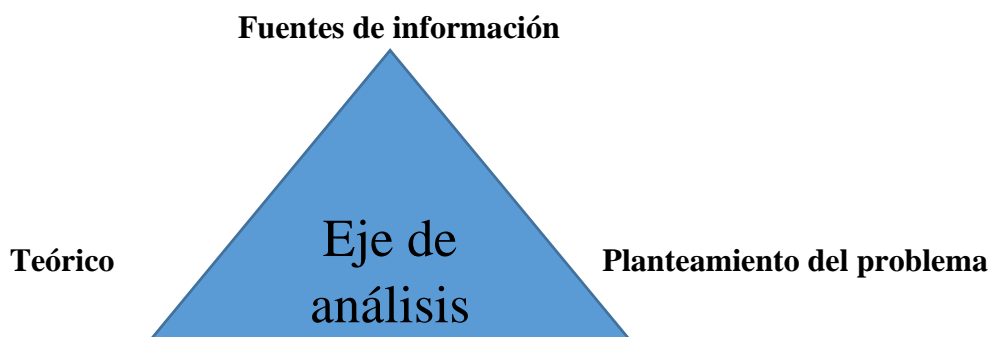 Fuentes de información
Eje de
análisis
Teórico
Planteamiento del problema